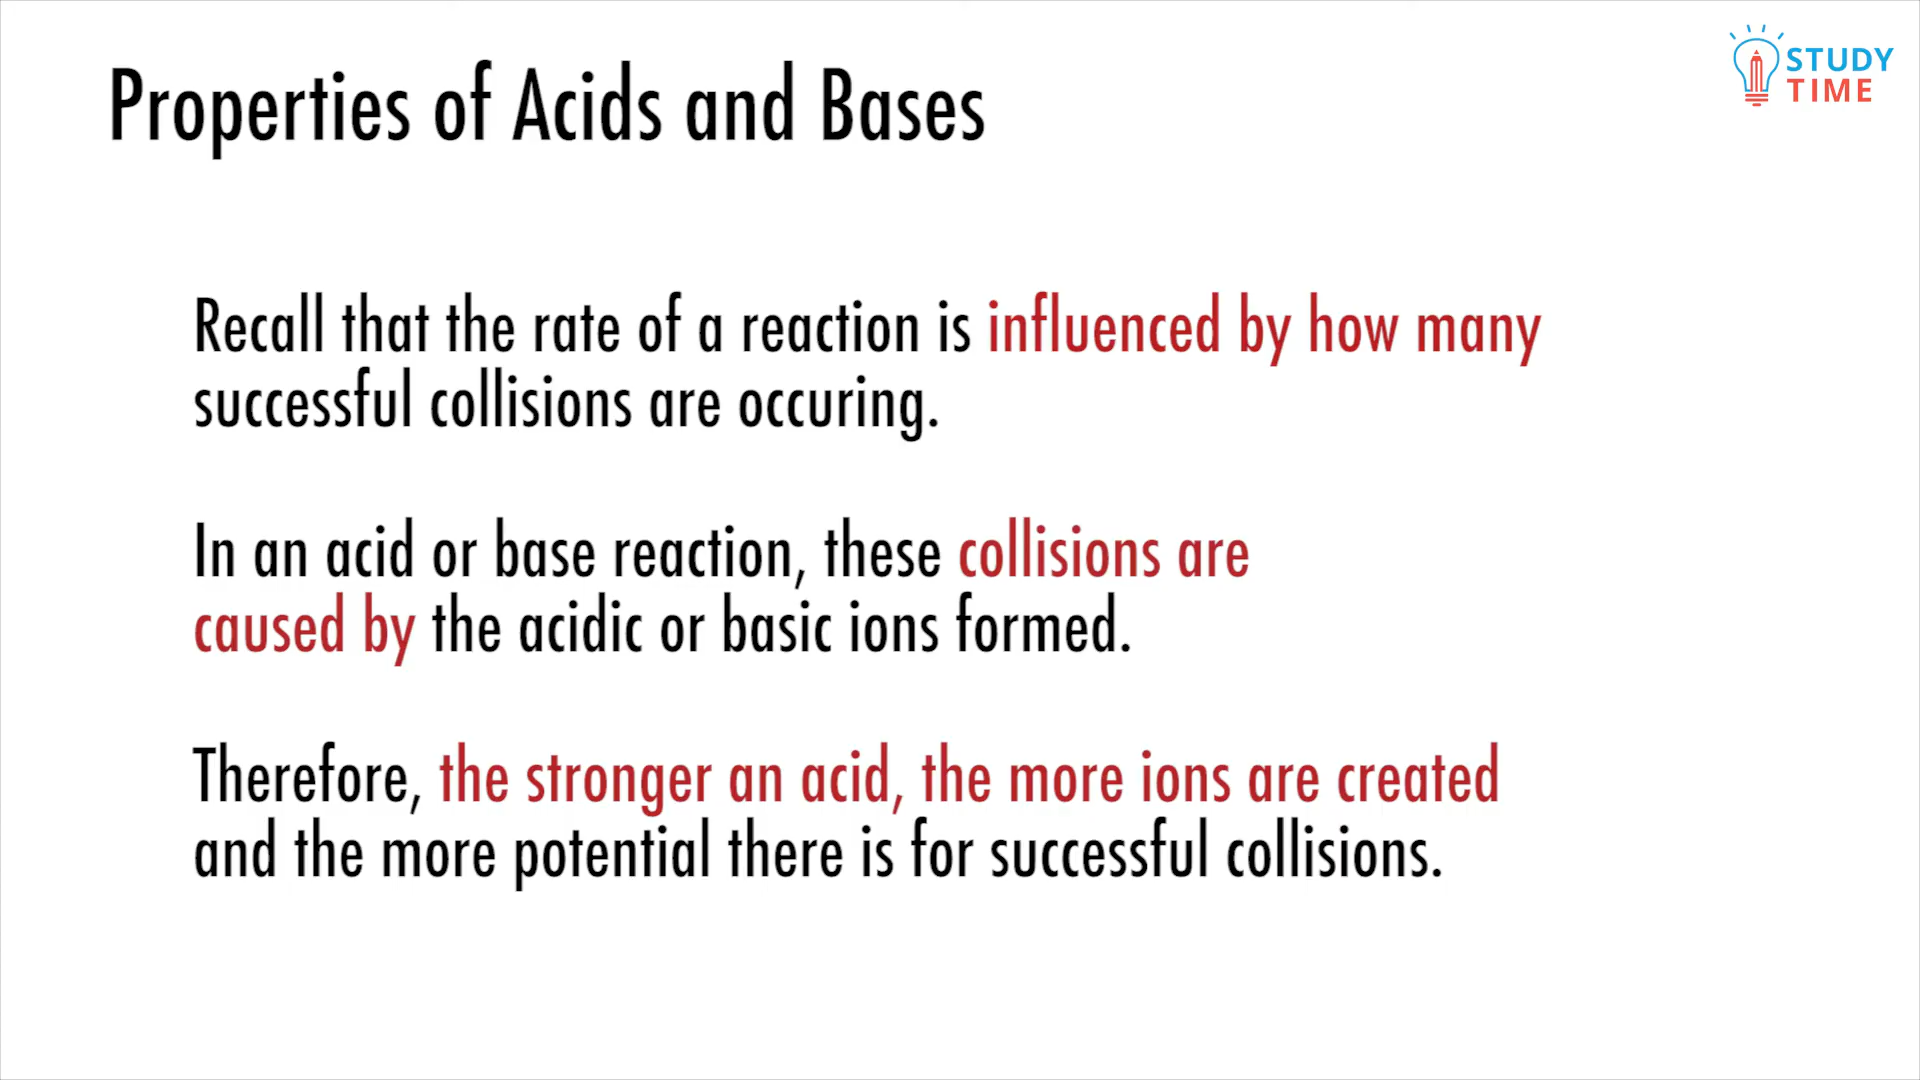 Properties of Acids and Bases
STUDY
TIME
Recall that the rate of a reaction is influenced by how many
successful collisions are occuring.
In an acid or base reaction, these collisions are
caused by the acidic or basic ions formed.
Therefore, the stronger an acid, the more ions are created
and the more potential there is for successful collisions.